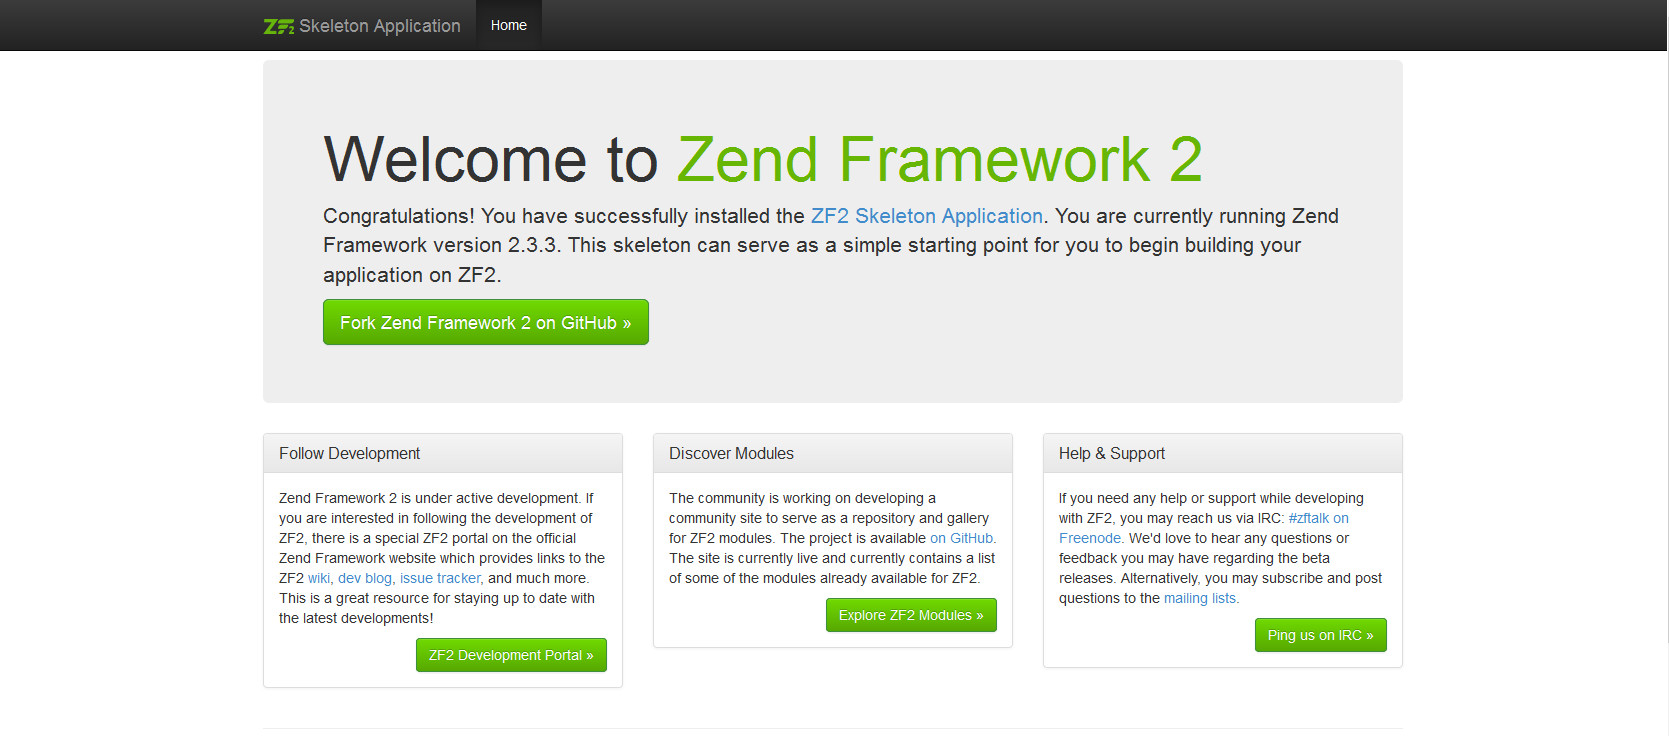 ZF2 Skeleton Application Home
Welcome to Zend Framework 2
Congratulations! You have successfully installed the ZF2 Skeleton Application. You are currently running Zend
Framework version 2.3.3. This skeleton can serve as a simple starting point for you to begin building your
application on ZF2.
Fork Zend Framework 2 on GitHub »
Follow Development
Zend Framework 2 is under active development. If
you are interested in following the development of
ZF2, there is a special ZF2 portal on the official
Zend Framework website which provides links to the
ZF2 wiki, dev blog, issue tracker, and much more.
This is a great resource for staying up to date with
the latest developments!
ZF2 Development Portal »
Discover Modules
The community is working on developing a
community site to serve as a repository and gallery
for ZF2 modules. The project is available on GitHub.
The site is currently live and currently contains a list
of some of the modules already available for ZF2.
Explore ZF2 Modules »
Help & Support
If you need any help or support while developing
with ZF2, you may reach us via IRC: #zftalk on
Freenode. We'd love to hear any questions or
feedback you may have regarding the beta
releases. Alternatively, you may subscribe and post
questions to the mailing lists.
Ping us on IRC »